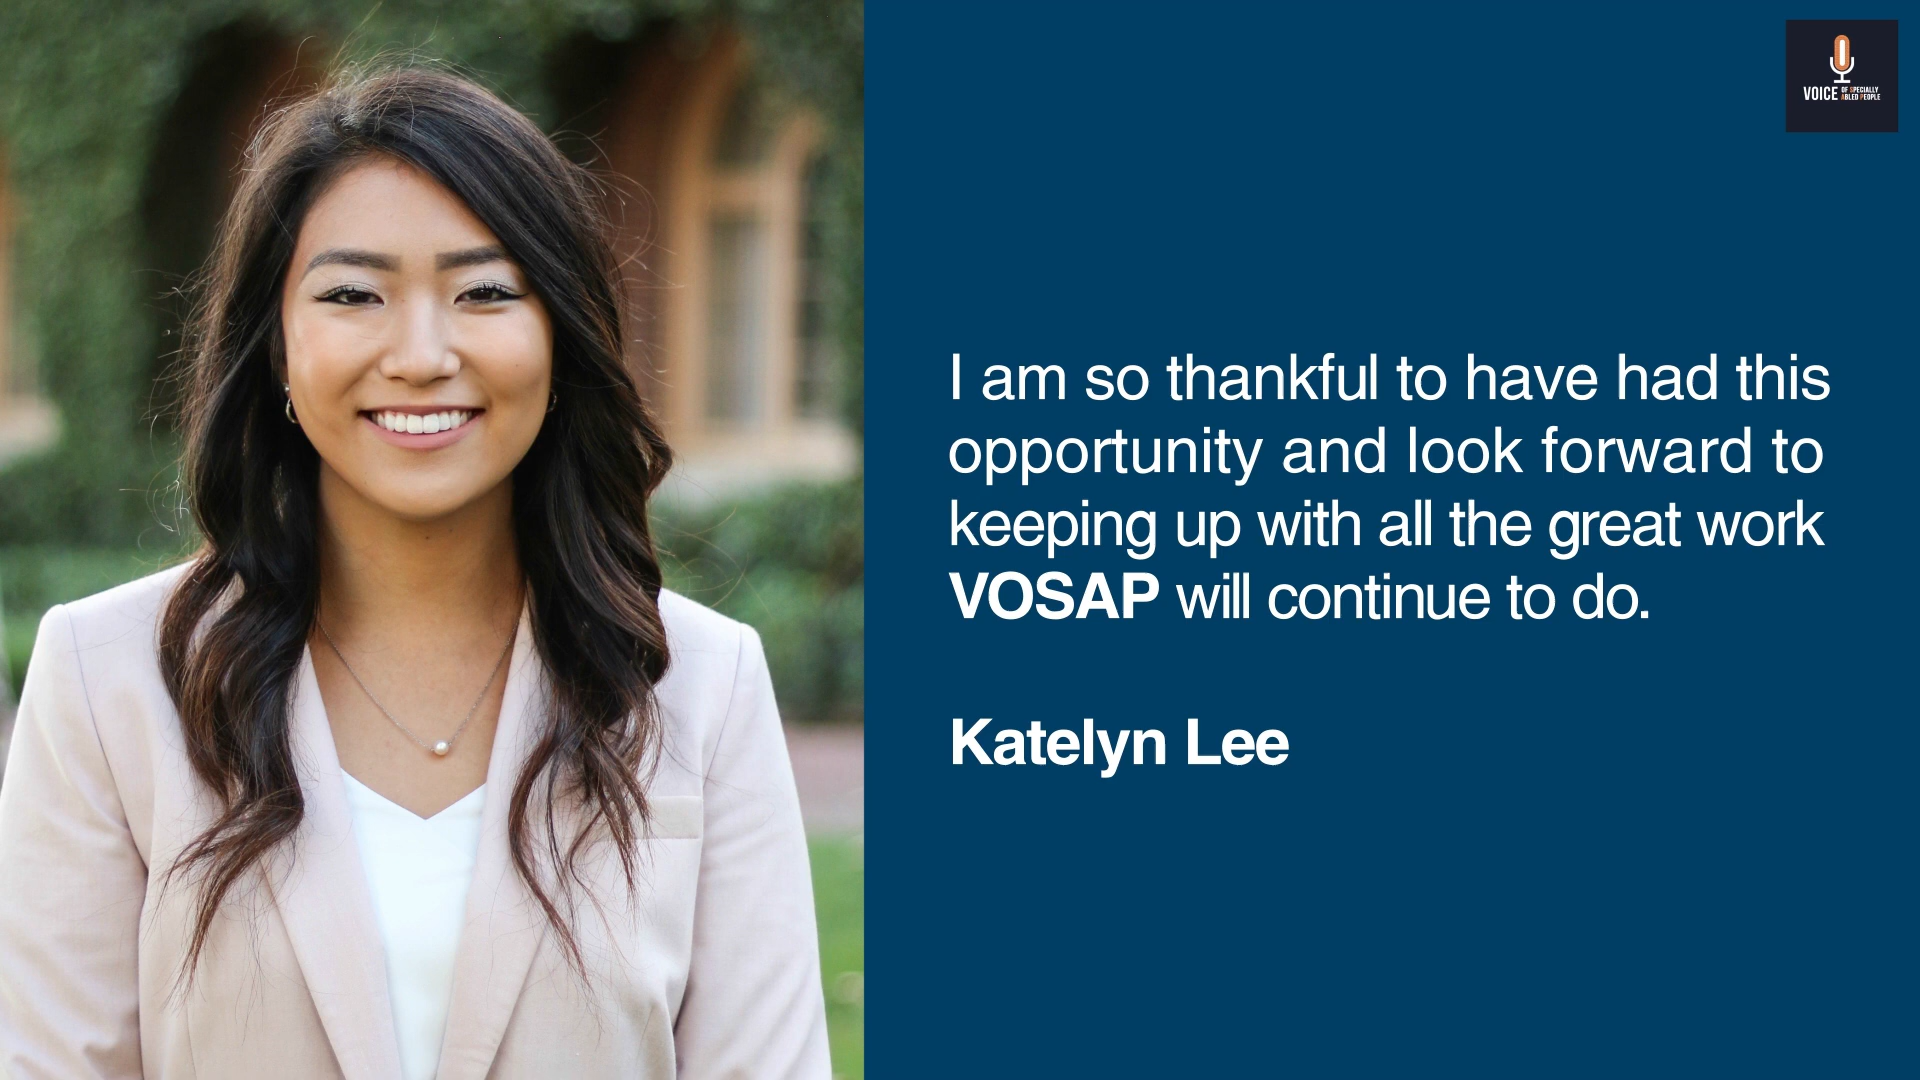 VOICE OF SPECIALLY
ABLED PEOPLE
I am so thankful to have had this
opportunity and look forward to
keeping up with all the great work
VOSAP will continue to do.
Katelyn Lee